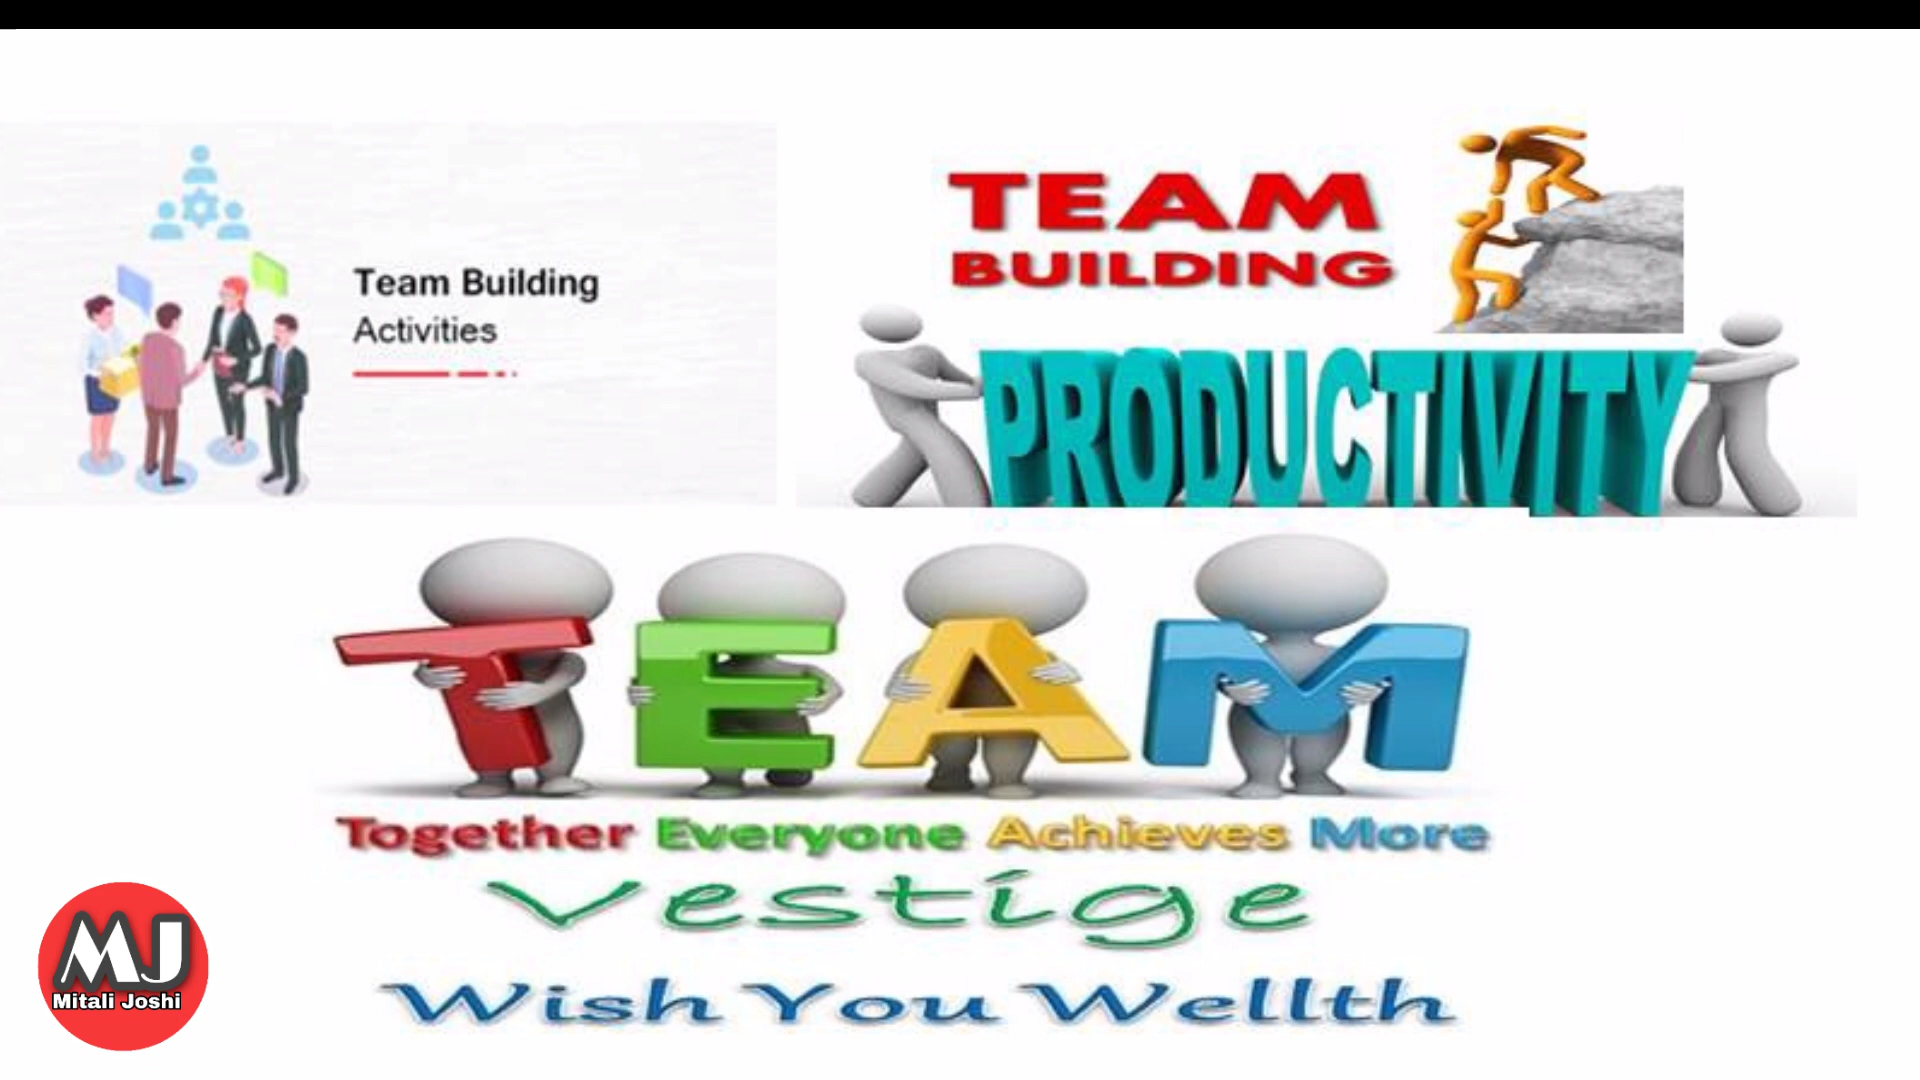 Team Building
Activities
TEAM
BUILDING
PRODUCTIVITY
TEAM
Together Everyone Achieves More
Vestige
Wish You Wellth
MJ
Mitali Joshi